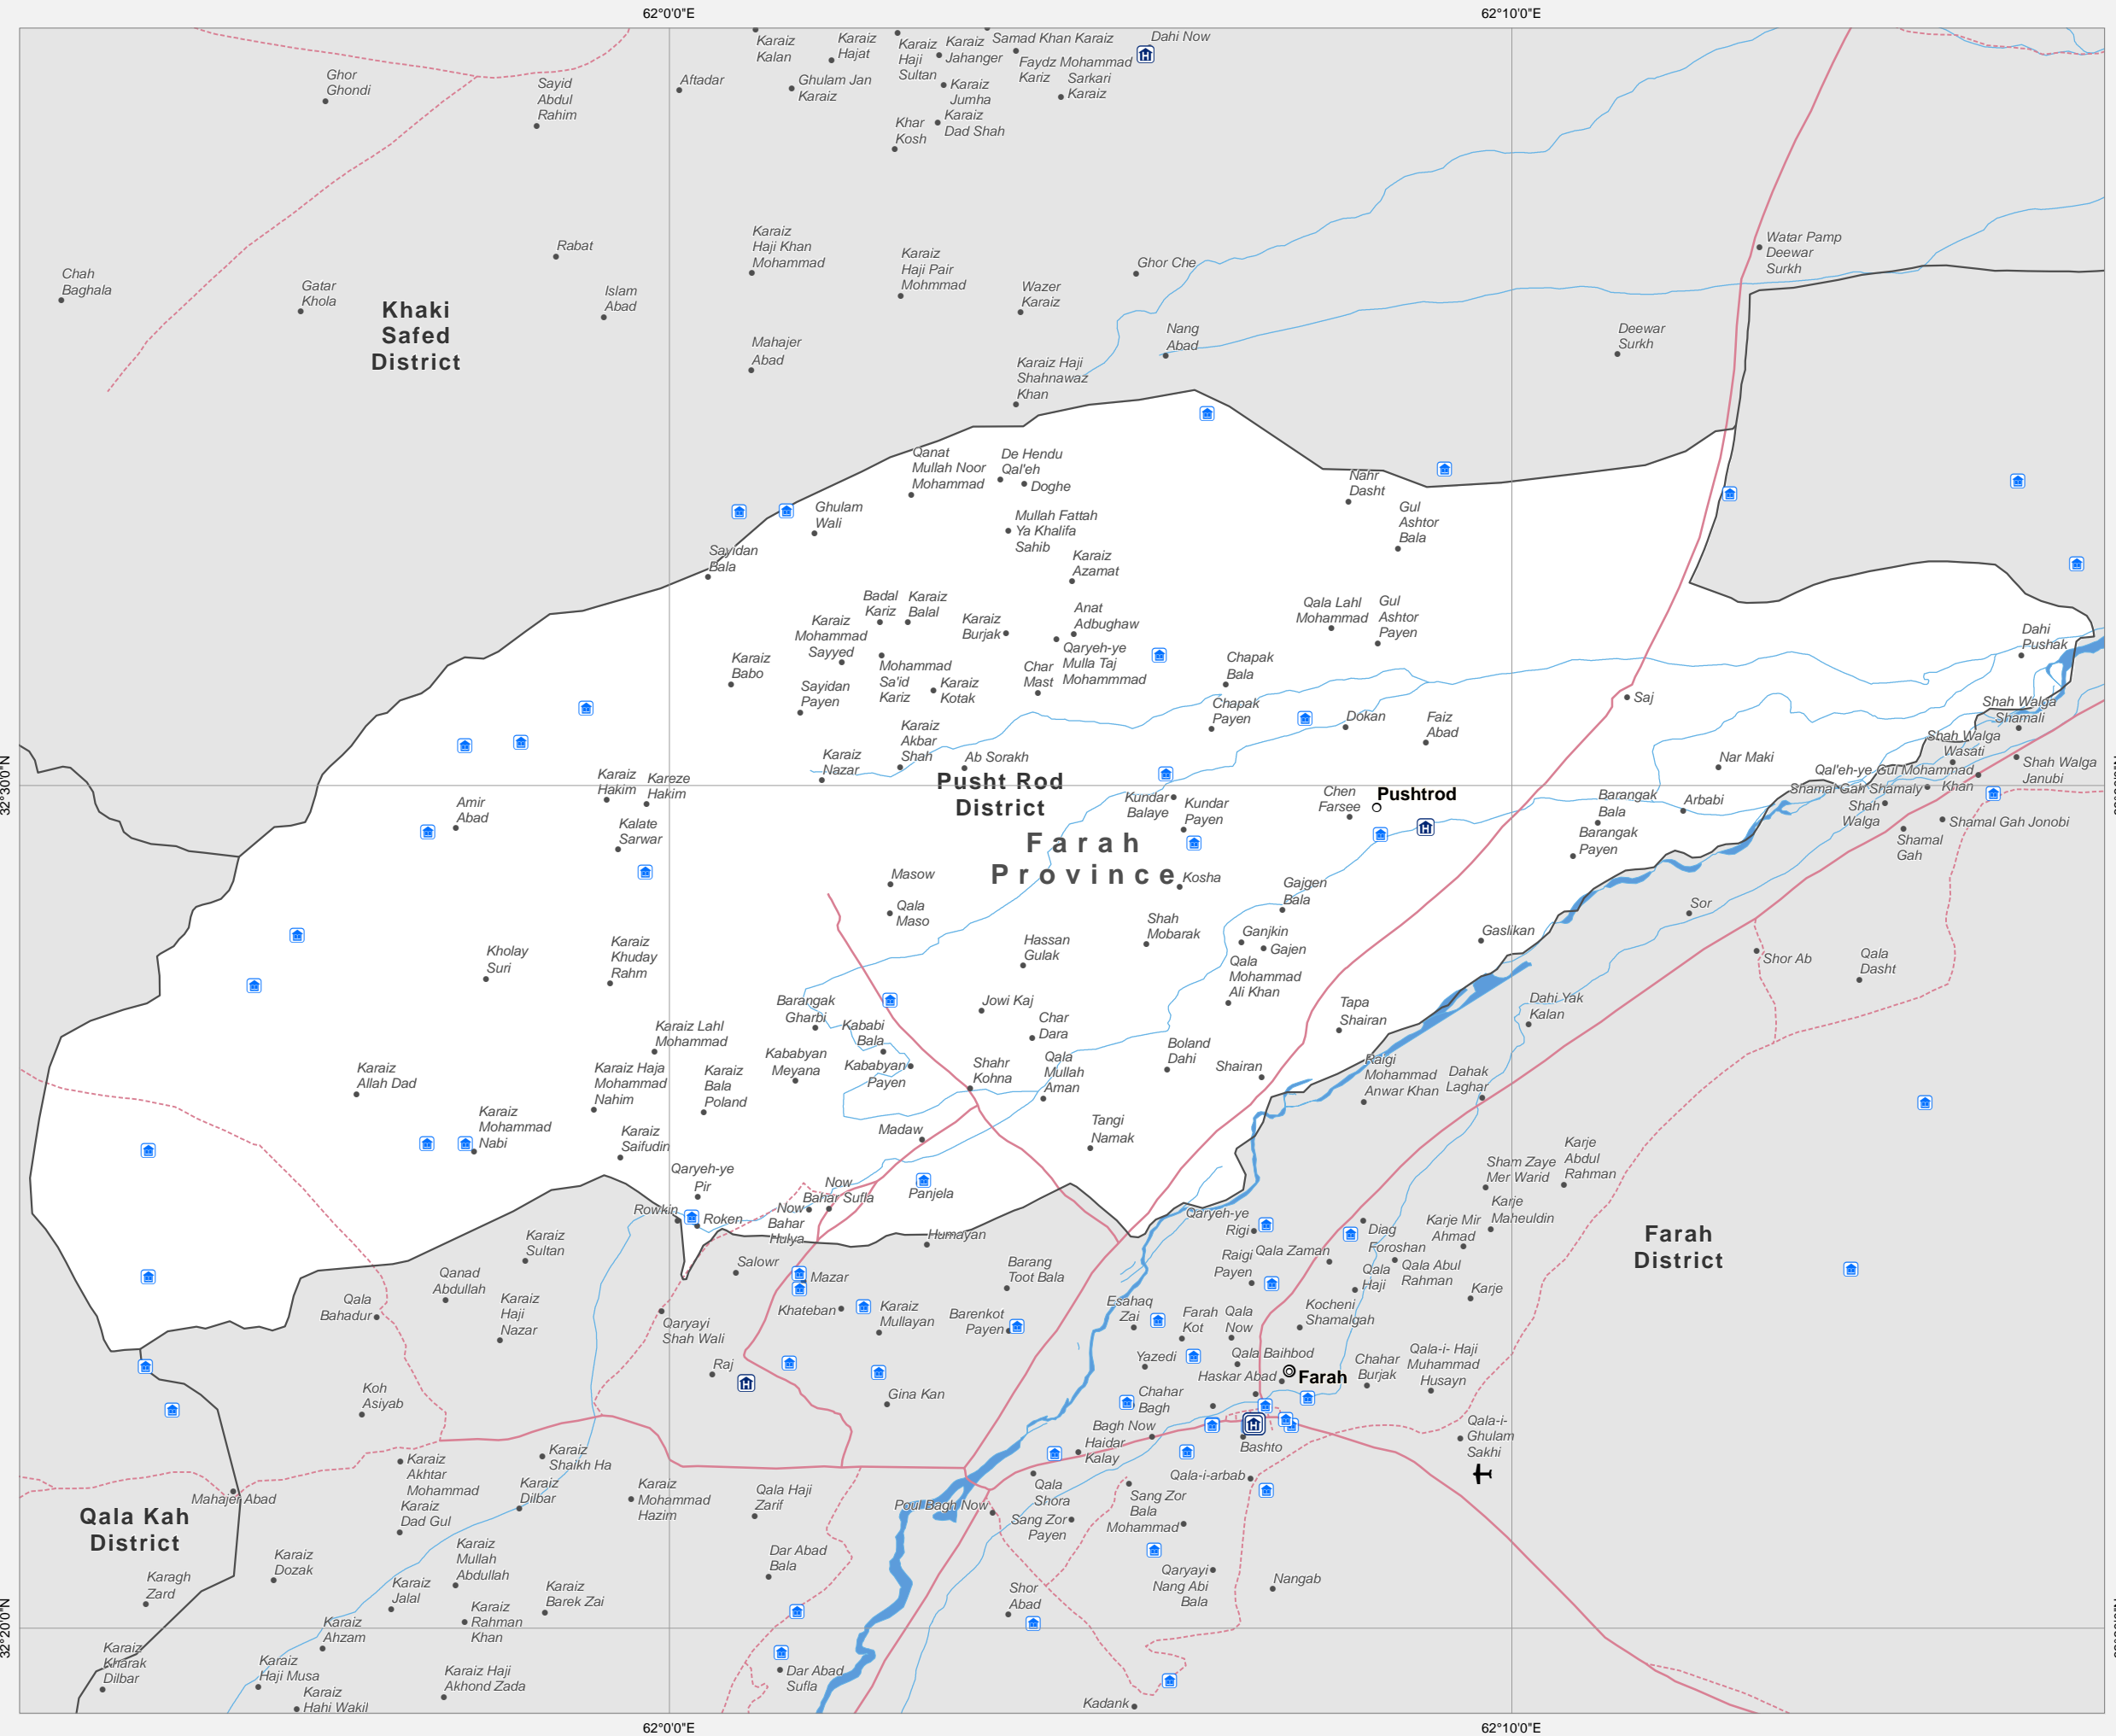 62°0'0"E
62°10'0"E
Karaiz
Kalan
Karaiz
Hajat
Karaiz
Haji
Sultan
Karaiz
Jahanger
Samad Khan Karaiz
Dahi Now
Faydz Mohammad
Kariz
Sarkari
Karaiz
Ghor
Ghondi
Sayid
Abdul
Rahim
Aftadar
Ghulam Jan
Karaiz
Karaiz
Jumha
Karaiz
Dad Shah
Khar
Kosh
Chah
Baghala
Gatar
Khola
Rabat
Islam
Abad
Khaki
Safed
District
Karaiz
Haji Khan
Mohammad
Karaiz
Haji Pair
Mohmmad
Wazer
Karaiz
Ghor Che
Nang
Abad
Watar Pamp
Deewar
Surkh
Deewar
Surkh
Mahajer
Abad
Karaiz Haji
Shahnawaz
Khan
Qanat
Mullah Noor
Mohammad
De Hendu
Qal'eh
Doghe
Nahr
Dasht
Ghulam
Wali
Mullah Fattah
Ya Khalifa
Sahib
Gul
Ashtor
Bala
Sayidan
Bala
Karaiz
Azamat
Badal
Kariz
Karaiz
Balal
Karaiz
Burjak
Anat
Adbughaw
Qala Lahl
Mohammad
Gul
Ashtor
Payen
Karaiz
Mohammad
Sayyed
Dahi
Pushak
Karaiz
Babo
Mohammad
Sa'id
Kariz
Karaiz
Kotak
Char
Mast
Qaryeh-ye
Mulla Taj
Mohammmad
Chapak
Bala
Sayidan
Payen
Chapak
Payen
Dokan
Faiz
Abad
Saj
Shah Walga
Shamali
Karaiz
Akbar
Shah
Karaiz
Nazar
Ab Sorakh
Nar Maki
Shah Walga
Wasati
Shah Walga
Janubi
32°30'0"N
Karaiz
Hakim
Kareze
Hakim
Pusht Rod
District
Qal'eh-ye Gul Mohammad
Khan
Shamal Gah Shamaly
Amir
Abad
Kundar
Balaye
Kundar
Payen
Chen
Farsee
Pushtrod
Barangak
Bala
Arbabi
Shah
Walga
Kalate
Sarwar
Farah
Province
Barangak
Payen
Shamal
Gah
Shamal Gah Jonobi
Masow
Kosha
Gajgen
Bala
Qala
Maso
Shah
Mobarak
Sor
Kholay
Suri
Karaiz
Khuday
Rahm
Hassan
Gulak
Ganjkin
Gajen
Gaslikan
Shor Ab
Qala
Dasht
Qala
Mohammad
Ali Khan
Barangak
Gharbi
Jowi Kaj
Tapa
Shairan
Dahi Yak
Kalan
Karaiz Lahl
Mohammad
Kababi
Bala
Char
Dara
Boland
Dahi
Shairan
Karaiz
Allah Dad
Karaiz Haja
Mohammad
Nahim
Karaiz
Bala
Poland
Kababyan
Meyana
Kababyan
Payen
Shahr
Kohna
Qala
Mullah
Aman
Raigi
Mohammad
Anwar Khan
Dahak
Laghar
Karaiz
Mohammad
Nabi
Karaiz
Saifudin
Madaw
Tangi
Namak
Karje
Abdul
Rahman
Sham Zaye
Mer Warid
Qaryeh-ye
Pir
Now
Bahar Sufla
Panjela
Rowkin
Roken
Now
Bahar
Hulya
Humayan
Qaryeh-ye
Rigi
Diag
Karje Mir
Ahmad
Karje
Maheuldin
Farah
District
Karaiz
Sultan
Salowr
Mazar
Barang
Toot Bala
Raigi
Payen
Qala Zaman
Foroshan
Qala
Haji
Qala Abul
Rahman
Karje
Qanad
Abdullah
Qala
Bahadur
Karaiz
Haji
Nazar
Qaryayi
Shah Wali
Khateban
Karaiz
Mullayan
Barenkot
Payen
Esahaq
Zai
Farah
Kot
Qala
Now
Kocheni
Shamalgah
Raj
Yazedi
Qala Baihbod
Haskar Abad
Farah
Chahar
Burjak
Qala-i- Haji
Muhammad
Husayn
Koh
Asiyab
Gina Kan
Chahar
Bagh
Bagh Now
Haidar
Kalay
Bashto
Qala-i-
Ghulam
Sakhi
Karaiz
Shaikh Ha
Karaiz
Akhtar
Mohammad
Karaiz
Dilbar
Karaiz
Mohammad
Hazim
Qala Haji
Zarif
Qala
Shora
Qala-i-arbab
Mahajer Abad
Karaiz
Dad Gul
Poul Bagh Now
Sang Zor
Bala
Sang Zor
Payen
Mohammad
Qala Kah
District
Karaiz
Dozak
Karaiz
Mullah
Abdullah
Dar Abad
Bala
Qaryayi
Nang Abi
Bala
Nangab
Karagh
Zard
Karaiz
Jalal
Karaiz
Barek Zai
Shor
Abad
Karaiz
Ahzam
Karaiz
Rahman
Khan
32°20'0"N
Karaiz
Kharak
Dilbar
Karaiz
Haji Musa
Karaiz
Hahi Wakil
Karaiz Haji
Akhond Zada
Dar Abad
Sufla
Kadank
62°0'0"E
62°10'0"E